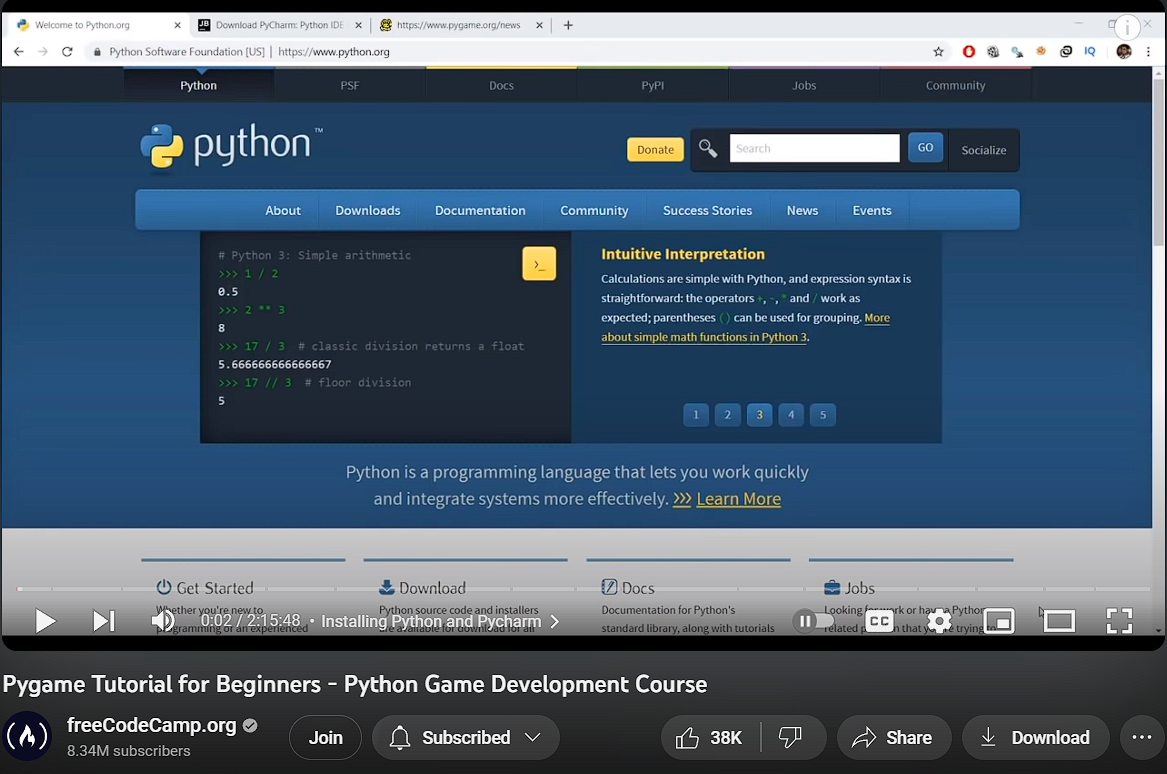 Welcome to Python.org
Download PyCharm: Python IDE
https://www.pygame.org/news
Python Software Foundation [US] | https://www.python.org
IQ
Python
PSF
Docs
PyPI
Jobs
Community
python™
Donate
Search
GO
Socialize
About
Downloads
Documentation
Community
Success Stories
News
Events
# Python 3: Simple arithmetic
>>> 1 / 2
0.5
>>> 2 ** 3
8
>>> 17 / 3 # classic division returns a float
5.666666666666667
>>> 17 // 3 # floor division
5
>_
Intuitive Interpretation
Calculations are simple with Python, and expression syntax is
straightforward: the operators +, -, * and / work as
expected; parentheses () can be used for grouping. More
about simple math functions in Python 3.
1 2 3 4 5
Python is a programming language that lets you work quickly
and integrate systems more effectively. >>> Learn More
Get Started
Whether you're new to
programming or an experienced
Download
Python source code and installers
are available for download for all
Docs
Documentation for Python's
standard library, along with tutorials
Jobs
Looking for work or have a Python
related position that you're trying to
0:02 / 2:15:48 • Installing Python and Pycharm
CC
Pygame Tutorial for Beginners - Python Game Development Course
freeCodeCamp.org
8.34M subscribers
Join
Subscribed
38K
Share
Download